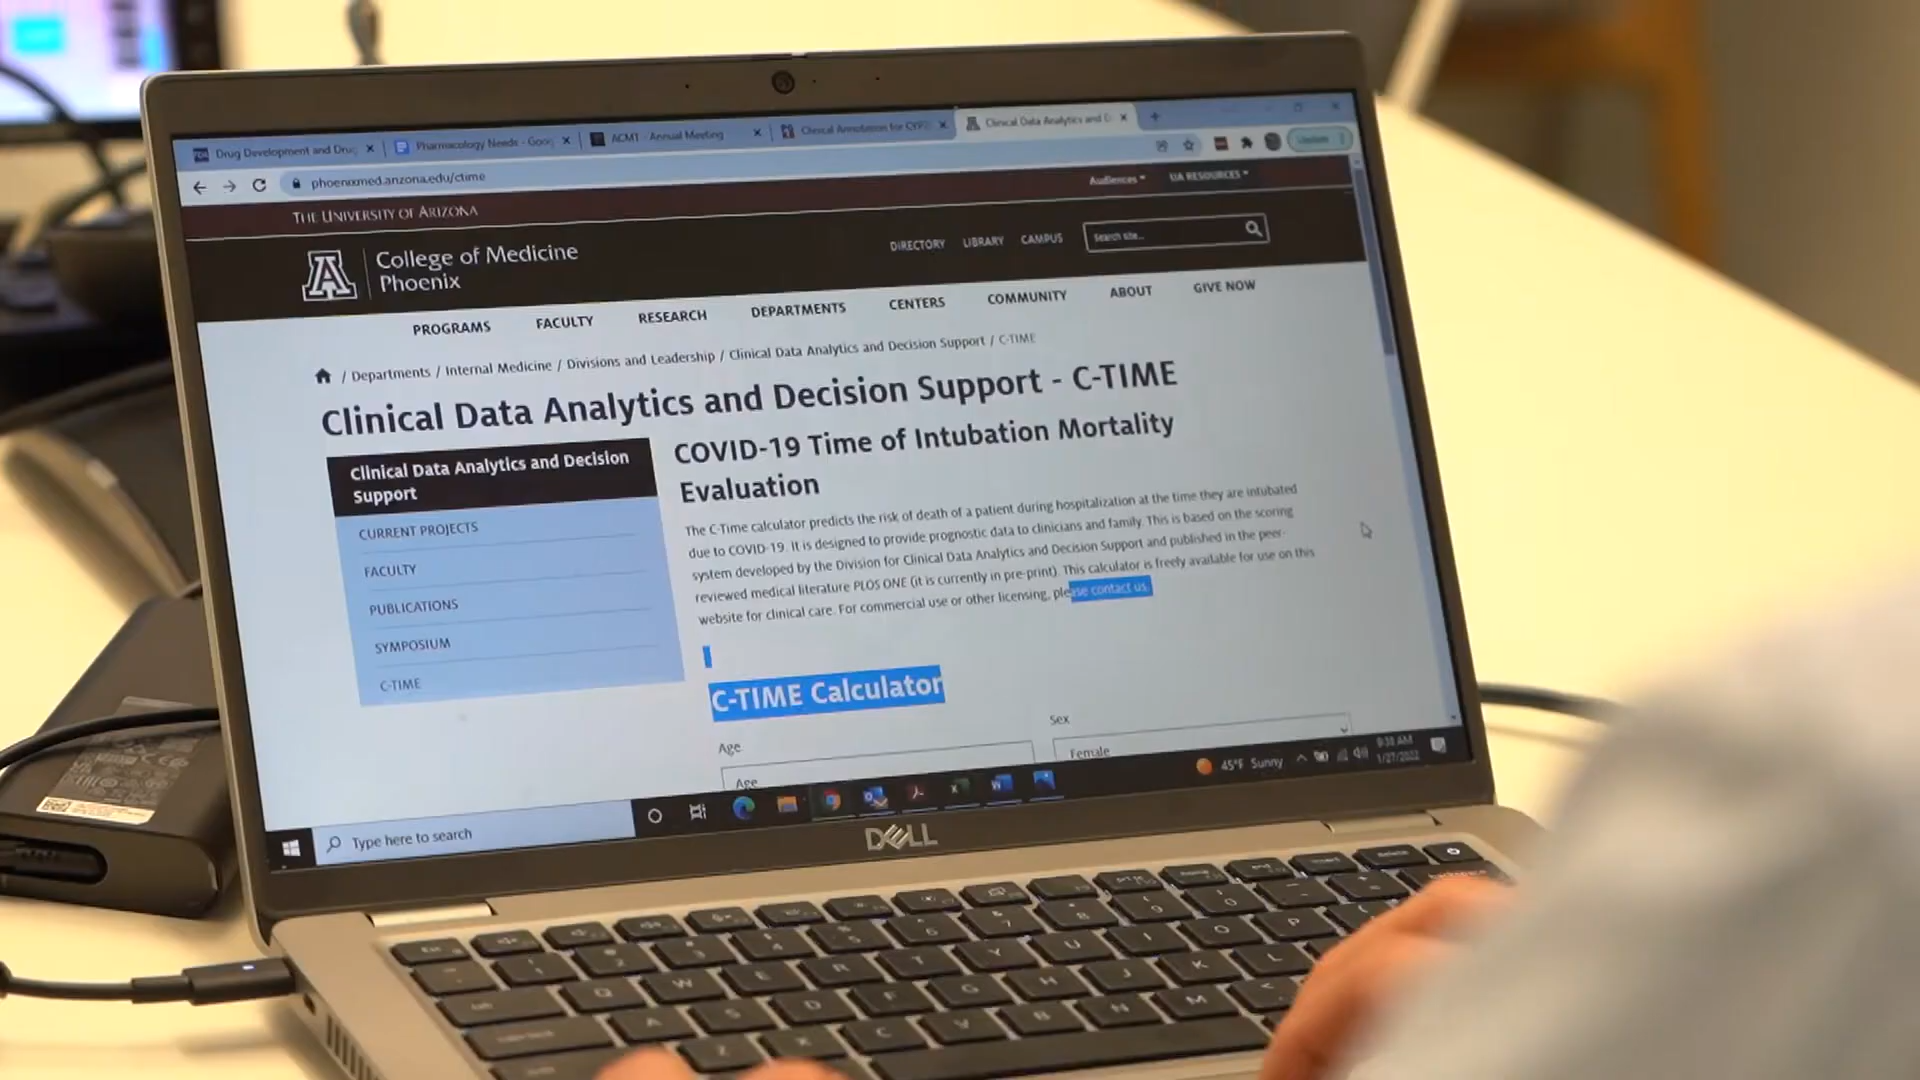 Drug Development and Drug
Pharmacology Needs - Goog
ACMT - Annual Meeting
Clinical Annotation for CYP2
Clinical Data Analytics and D
Update
phoenixmed.arizona.edu/ctime
Audiences
UA RESOURCES
THE UNIVERSITY OF ARIZONA
College of Medicine
Phoenix
DIRECTORY LIBRARY CAMPUS
Search site...
PROGRAMS FACULTY RESEARCH DEPARTMENTS CENTERS COMMUNITY ABOUT GIVE NOW
/ Departments / Internal Medicine / Divisions and Leadership / Clinical Data Analytics and Decision Support / C-TIME
Clinical Data Analytics and Decision Support - C-TIME
Clinical Data Analytics and Decision
Support
CURRENT PROJECTS
FACULTY
PUBLICATIONS
SYMPOSIUM
C-TIME
COVID-19 Time of Intubation Mortality
Evaluation
The C-Time calculator predicts the risk of death of a patient during hospitalization at the time they are intubated
due to COVID-19. It is designed to provide prognostic data to clinicians and family. This is based on the scoring
system developed by the Division for Clinical Data Analytics and Decision Support and published in the peer-
reviewed medical literature PLOS ONE (it is currently in pre-print). This calculator is freely available for use on this
website for clinical care. For commercial use or other licensing, please contact us.
C-TIME Calculator
Age
Sex
Age
Female
Type here to search
45°F Sunny
9:38 AM
1/27/2022
DELL
Q W E R T Y U I O P
A S D F G H J K L
Z X C V B N M